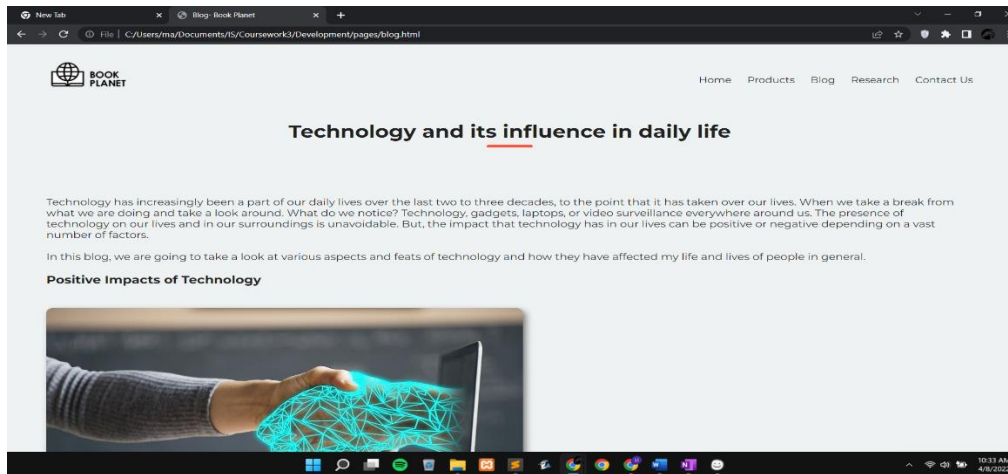 New Tab
Blog- Book Planet
File | C:/Users/ma/Documents/IS/Coursework3/Development/pages/blog.html
BOOK
PLANET
Home Products Blog Research Contact Us
Technology and its influence in daily life
Technology has increasingly been a part of our daily lives over the last two to three decades, to the point that it has taken over our lives. When we take a break from
what we are doing and take a look around. What do we notice? Technology, gadgets, laptops, or video surveillance everywhere around us. The presence of
technology on our lives and in our surroundings is unavoidable. But, the impact that technology has in our lives can be positive or negative depending on a vast
number of factors.
In this blog, we are going to take a look at various aspects and feats of technology and how they have affected my life and lives of people in general.
Positive Impacts of Technology
10:33 AM